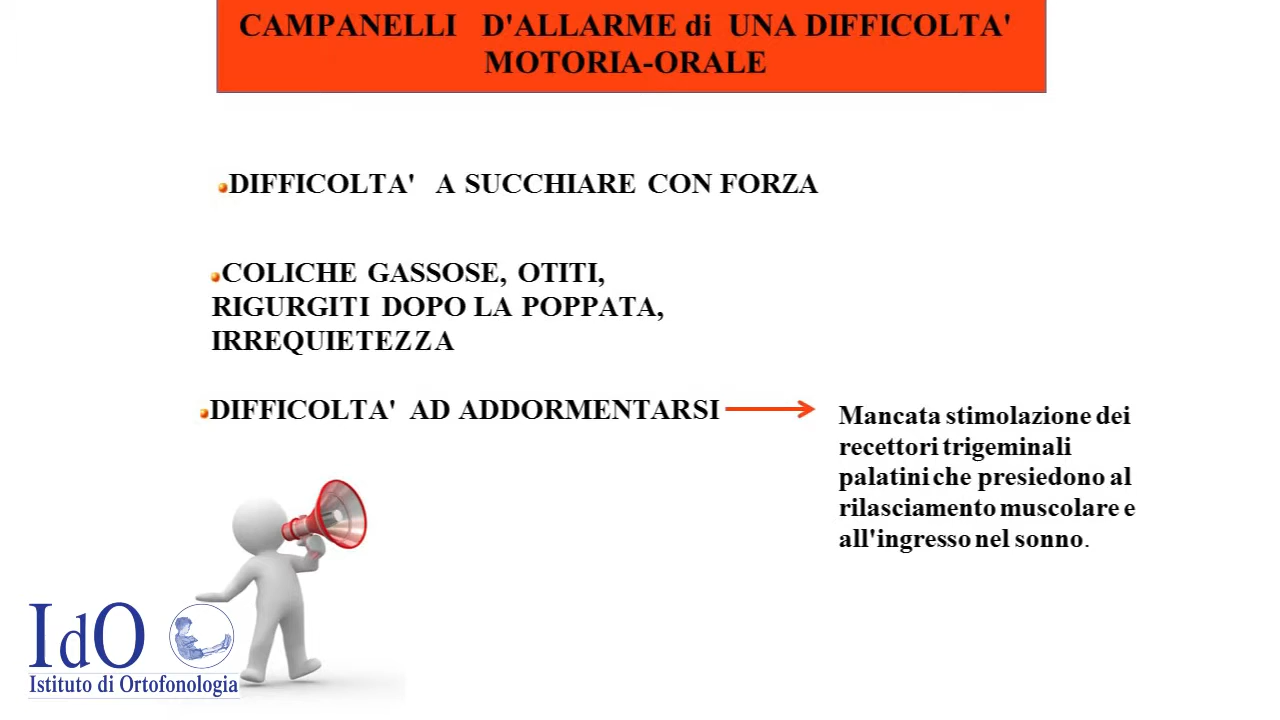 CAMPANELLI D'ALLARME di UNA DIFFICOLTA'
MOTORIA-ORALE
DIFFICOLTA' A SUCCHIARE CON FORZA
COLICHE GASSOSE, OTITI,
RIGURGITI DOPO LA POPPATA,
IRREQUIETEZZA
DIFFICOLTA' AD ADDORMENTARSI
Mancata stimolazione dei
recettori trigeminali
palatini che presiedono al
rilasciamento muscolare e
all'ingresso nel sonno.
IdO
Istituto di Ortofonologia